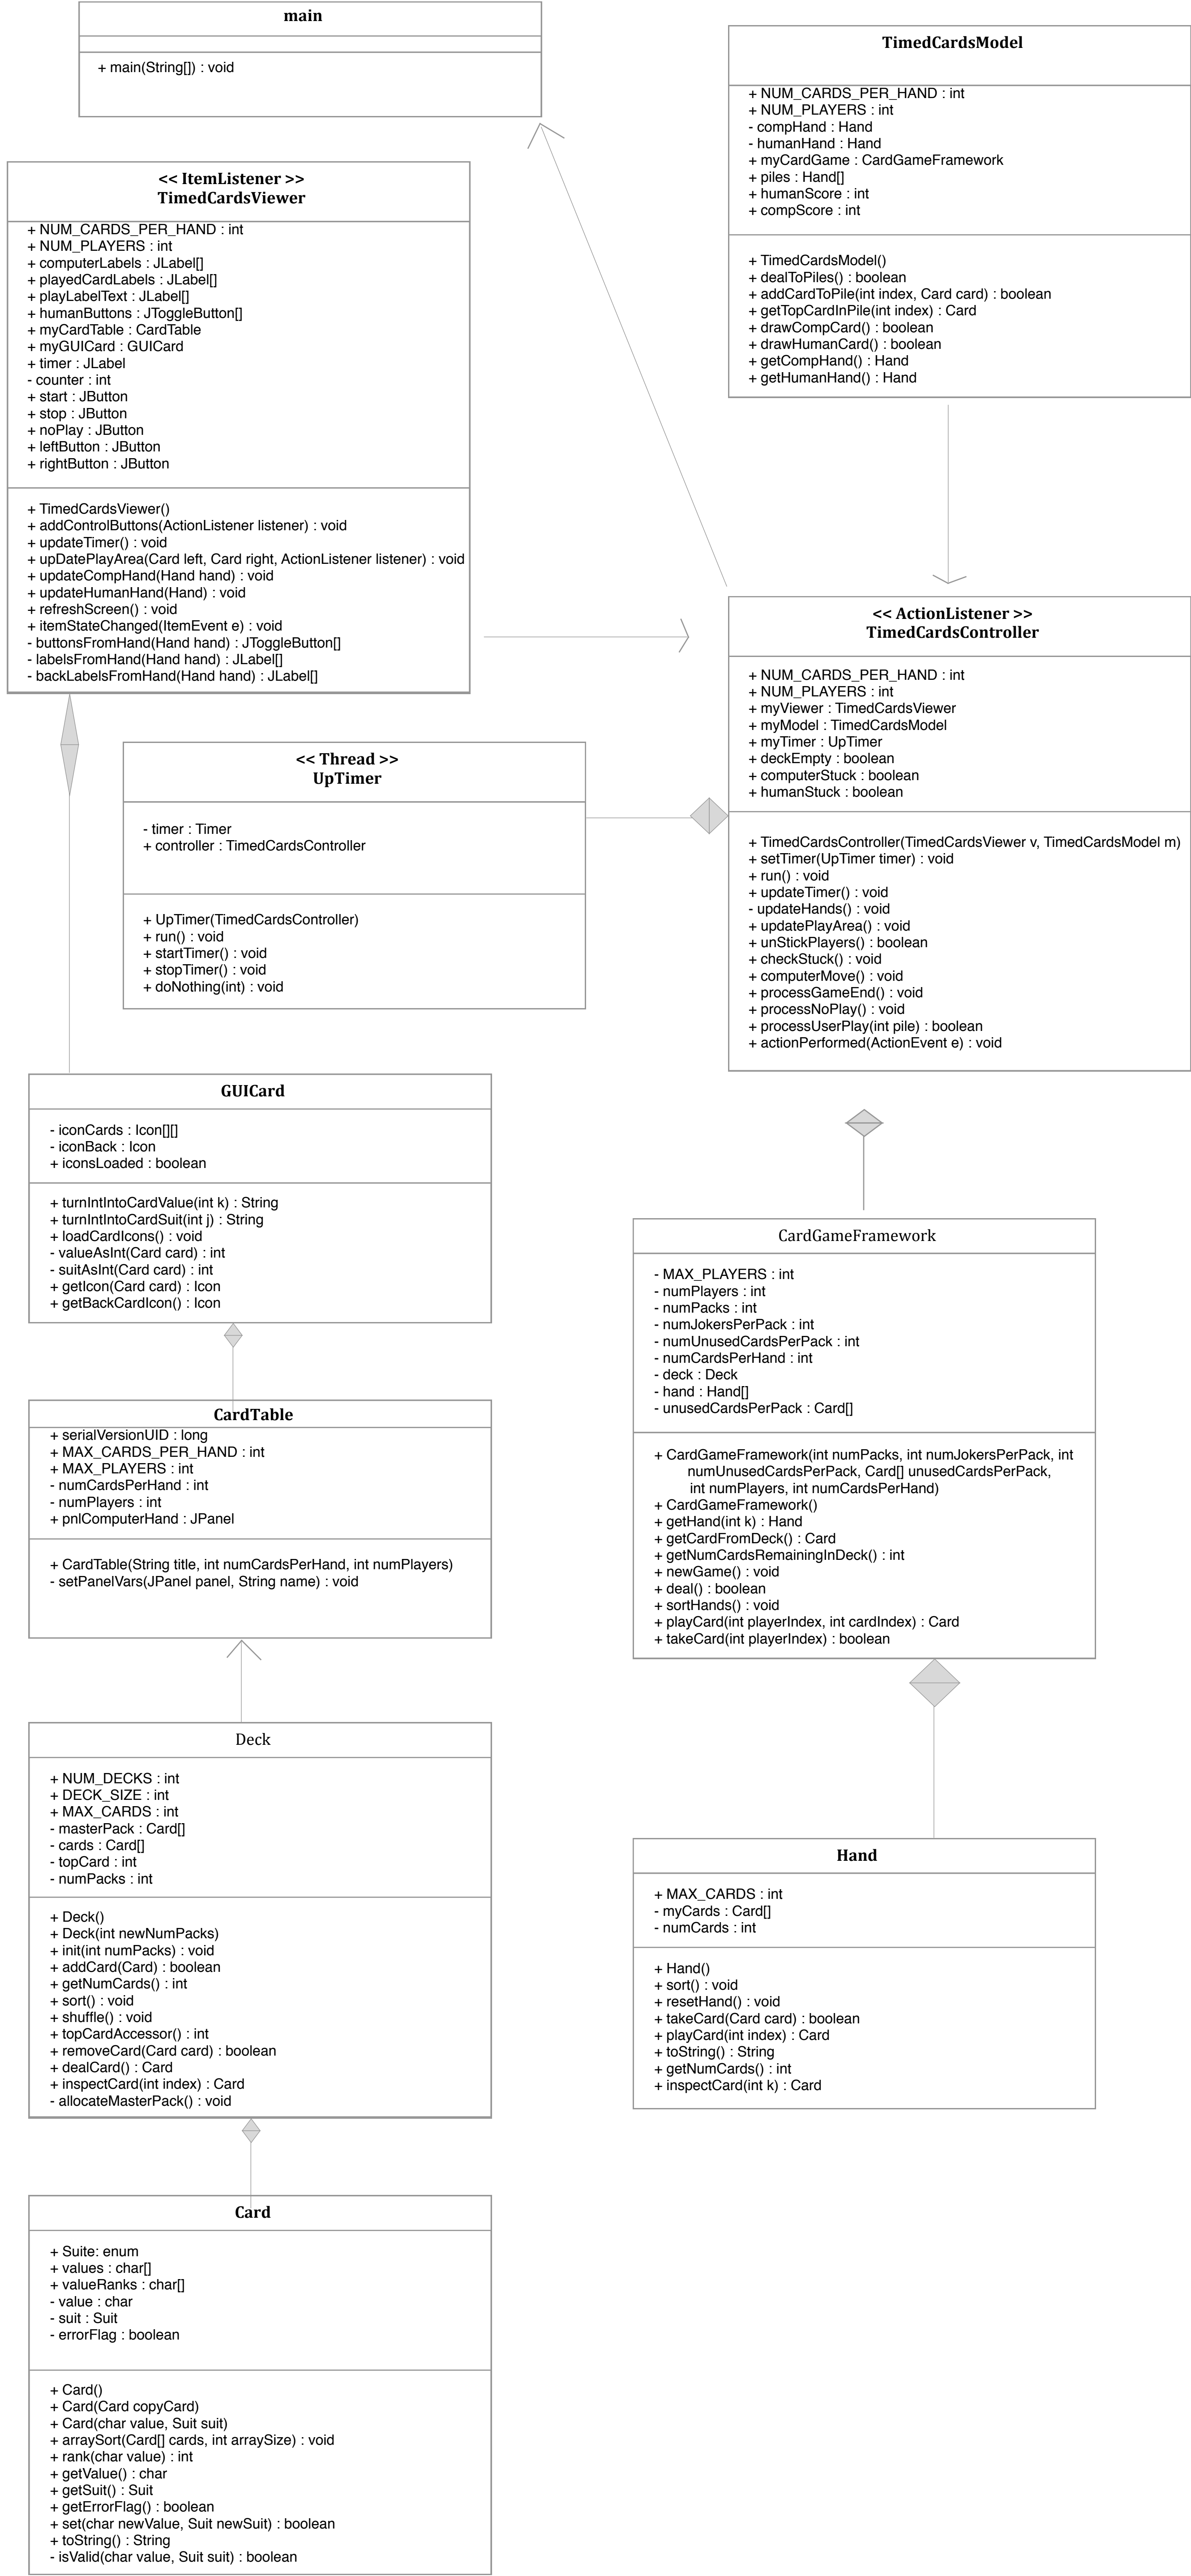 main
+ main(String[]) : void
TimedCardsModel
+ NUM_CARDS_PER_HAND : int
+ NUM_PLAYERS : int
- compHand : Hand
- humanHand : Hand
+ myCardGame : CardGameFramework
+ piles : Hand[]
+ humanScore : int
+ compScore : int
+ TimedCardsModel()
+ dealToPiles() : boolean
+ addCardToPile(int index, Card card) : boolean
+ getTopCardInPile(int index) : Card
+ drawCompCard() : boolean
+ drawHumanCard() : boolean
+ getCompHand() : Hand
+ getHumanHand() : Hand
<< ItemListener >>
TimedCardsViewer
+ NUM_CARDS_PER_HAND : int
+ NUM_PLAYERS : int
+ computerLabels : JLabel[]
+ playedCardLabels : JLabel[]
+ playLabelText : JLabel[]
+ humanButtons : JToggleButton[]
+ myCardTable : CardTable
+ myGUICard : GUICard
+ timer : JLabel
- counter : int
+ start : JButton
+ stop : JButton
+ noPlay : JButton
+ leftButton : JButton
+ rightButton : JButton
+ TimedCardsViewer()
+ addControlButtons(ActionListener listener) : void
+ updateTimer() : void
+ upDatePlayArea(Card left, Card right, ActionListener listener) : void
+ updateCompHand(Hand hand) : void
+ updateHumanHand(Hand) : void
+ refreshScreen() : void
+ itemStateChanged(ItemEvent e) : void
- buttonsFromHand(Hand hand) : JToggleButton[]
- labelsFromHand(Hand hand) : JLabel[]
- backLabelsFromHand(Hand hand) : JLabel[]
<< ActionListener >>
TimedCardsController
+ NUM_CARDS_PER_HAND : int
+ NUM_PLAYERS : int
+ myViewer : TimedCardsViewer
+ myModel : TimedCardsModel
+ myTimer : UpTimer
+ deckEmpty : boolean
+ computerStuck : boolean
+ humanStuck : boolean
+ TimedCardsController(TimedCardsViewer v, TimedCardsModel m)
+ setTimer(UpTimer timer) : void
+ run() : void
+ updateTimer() : void
- updateHands() : void
+ updatePlayArea() : void
+ unStickPlayers() : boolean
+ checkStuck() : void
+ computerMove() : void
+ processGameEnd() : void
+ processNoPlay() : void
+ processUserPlay(int pile) : boolean
+ actionPerformed(ActionEvent e) : void
<< Thread >>
UpTimer
- timer : Timer
+ controller : TimedCardsController
+ UpTimer(TimedCardsController)
+ run() : void
+ startTimer() : void
+ stopTimer() : void
+ doNothing(int) : void
GUICard
- iconCards : Icon[][]
- iconBack : Icon
+ iconsLoaded : boolean
+ turnIntIntoCardValue(int k) : String
+ turnIntIntoCardSuit(int j) : String
+ loadCardIcons() : void
- valueAsInt(Card card) : int
- suitAsInt(Card card) : int
+ getIcon(Card card) : Icon
+ getBackCardIcon() : Icon
CardGameFramework
- MAX_PLAYERS : int
- numPlayers : int
- numPacks : int
- numJokersPerPack : int
- numUnusedCardsPerPack : int
- numCardsPerHand : int
- deck : Deck
- hand : Hand[]
- unusedCardsPerPack : Card[]
+ CardGameFramework(int numPacks, int numJokersPerPack, int
numUnusedCardsPerPack, Card[] unusedCardsPerPack,
int numPlayers, int numCardsPerHand)
+ CardGameFramework()
+ getHand(int k) : Hand
+ getCardFromDeck() : Card
+ getNumCardsRemainingInDeck() : int
+ newGame() : void
+ deal() : boolean
+ sortHands() : void
+ playCard(int playerIndex, int cardIndex) : Card
+ takeCard(int playerIndex) : boolean
CardTable
+ serialVersionUID : long
+ MAX_CARDS_PER_HAND : int
+ MAX_PLAYERS : int
- numCardsPerHand : int
- numPlayers : int
+ pnlComputerHand : JPanel
+ CardTable(String title, int numCardsPerHand, int numPlayers)
- setPanelVars(JPanel panel, String name) : void
Deck
+ NUM_DECKS : int
+ DECK_SIZE : int
+ MAX_CARDS : int
- masterPack : Card[]
- cards : Card[]
- topCard : int
- numPacks : int
+ Deck()
+ Deck(int newNumPacks)
+ init(int numPacks) : void
+ addCard(Card) : boolean
+ getNumCards() : int
+ sort() : void
+ shuffle() : void
+ topCardAccessor() : int
+ removeCard(Card card) : boolean
+ dealCard() : Card
+ inspectCard(int index) : Card
- allocateMasterPack() : void
Hand
+ MAX_CARDS : int
- myCards : Card[]
- numCards : int
+ Hand()
+ sort() : void
+ resetHand() : void
+ takeCard(Card card) : boolean
+ playCard(int index) : Card
+ toString() : String
+ getNumCards() : int
+ inspectCard(int k) : Card
Card
+ Suite: enum
+ values : char[]
+ valueRanks : char[]
- value : char
- suit : Suit
- errorFlag : boolean
+ Card()
+ Card(Card copyCard)
+ Card(char value, Suit suit)
+ arraySort(Card[] cards, int arraySize) : void
+ rank(char value) : int
+ getValue() : char
+ getSuit() : Suit
+ getErrorFlag() : boolean
+ set(char newValue, Suit newSuit) : boolean
+ toString() : String
- isValid(char value, Suit suit) : boolean